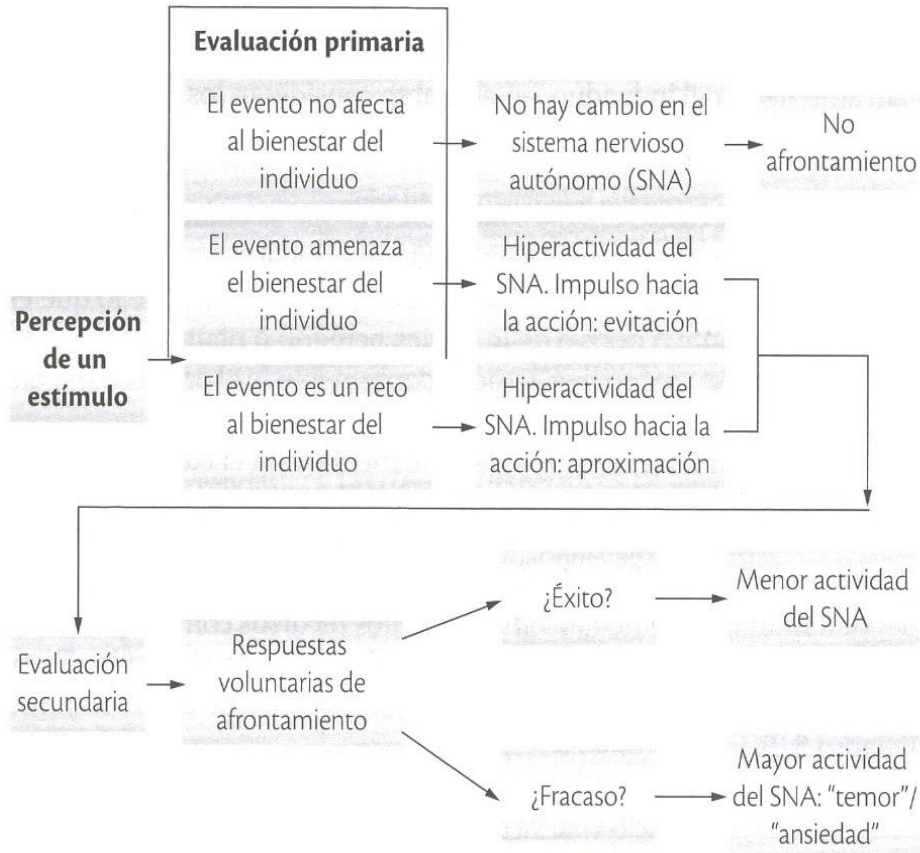 Evaluación primaria
El evento no afecta
al bienestar del
individuo
No hay cambio en el
sistema nervioso
autónomo (SNA)
No
afrontamiento
El evento amenaza
el bienestar del
individuo
Hiperactividad del
SNA. Impulso hacia
la acción: evitación
Percepción
de un
estímulo
El evento es un reto
al bienestar del
individuo
Hiperactividad del
SNA. Impulso hacia la
acción: aproximación
Evaluación
secundaria
Respuestas
voluntarias de
afrontamiento
¿Éxito?
Menor actividad
del SNA
¿Fracaso?
Mayor actividad
del SNA: “temor”/
“ansiedad”